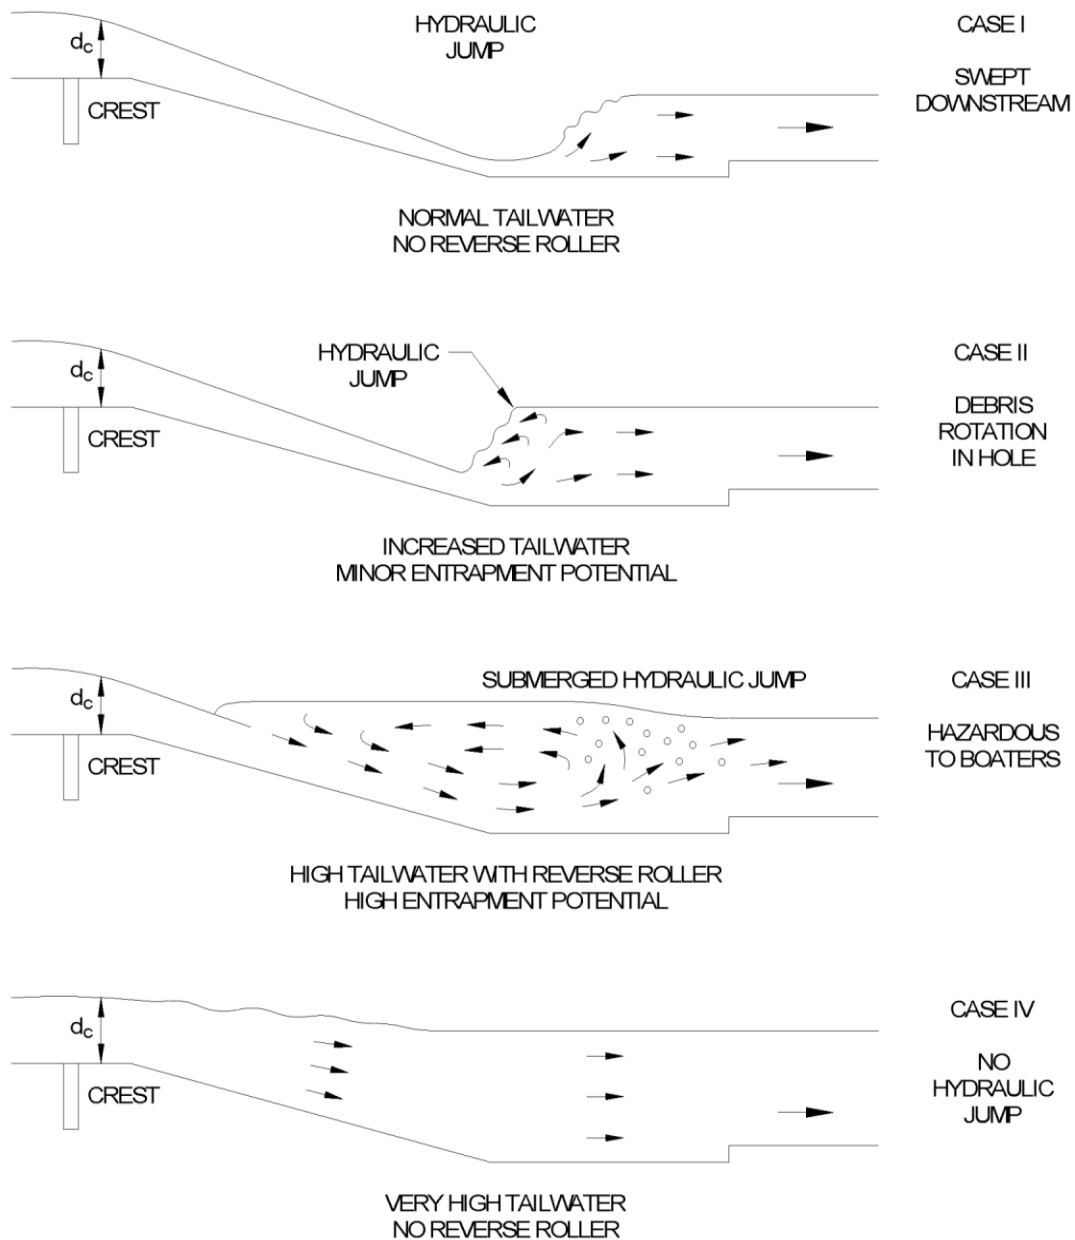 HYDRAULIC
JUMP
CASE I
SWEPT
DOWNSTREAM
dc
CREST
NORMAL TAILWATER
NO REVERSE ROLLER
HYDRAULIC
JUMP
CASE II
DEBRIS
ROTATION
IN HOLE
dc
CREST
INCREASED TAILWATER
MINOR ENTRAPMENT POTENTIAL
SUBMERGED HYDRAULIC JUMP
CASE III
HAZARDOUS
TO BOATERS
dc
CREST
HIGH TAILWATER WITH REVERSE ROLLER
HIGH ENTRAPMENT POTENTIAL
CASE IV
NO
HYDRAULIC
JUMP
dc
CREST
VERY HIGH TAILWATER
NO REVERSE ROLLER